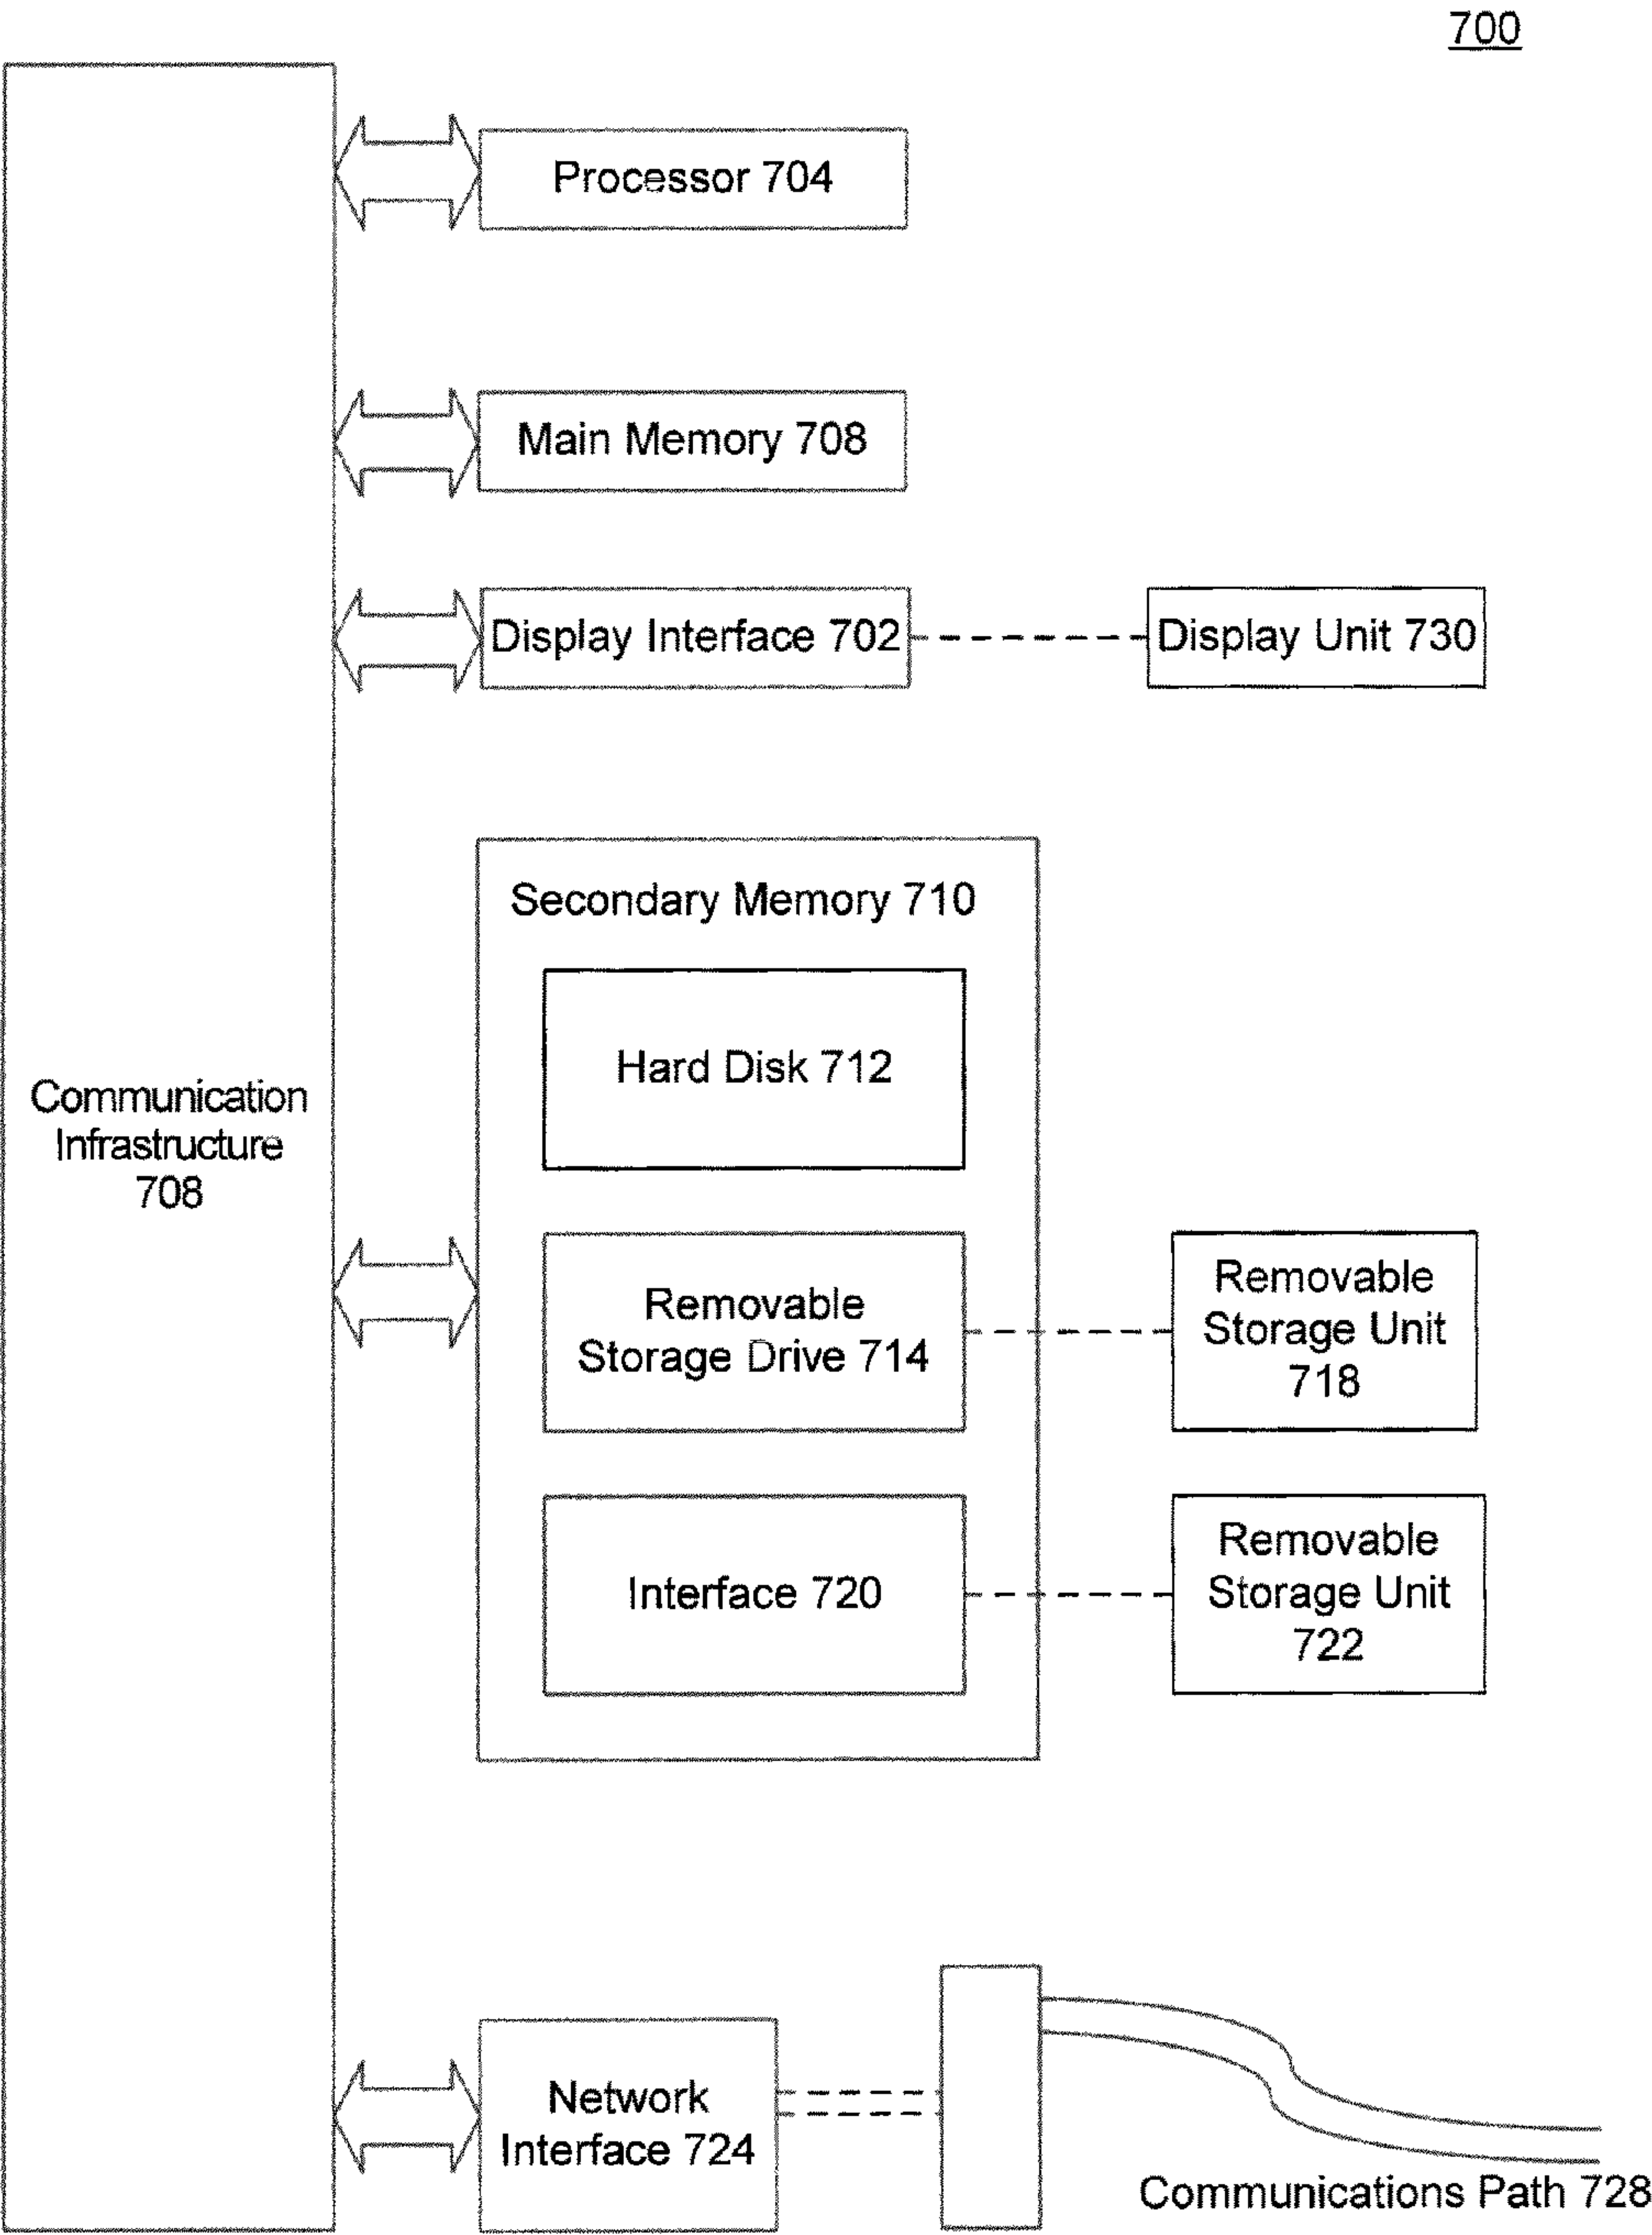 700
Processor 704
Main Memory 708
Display Interface 702
Display Unit 730
Secondary Memory 710
Hard Disk 712
Communication
Infrastructure
708
Removable
Storage Drive 714
Removable
Storage Unit
718
Interface 720
Removable
Storage Unit
722
Network
Interface 724
Communications Path 728